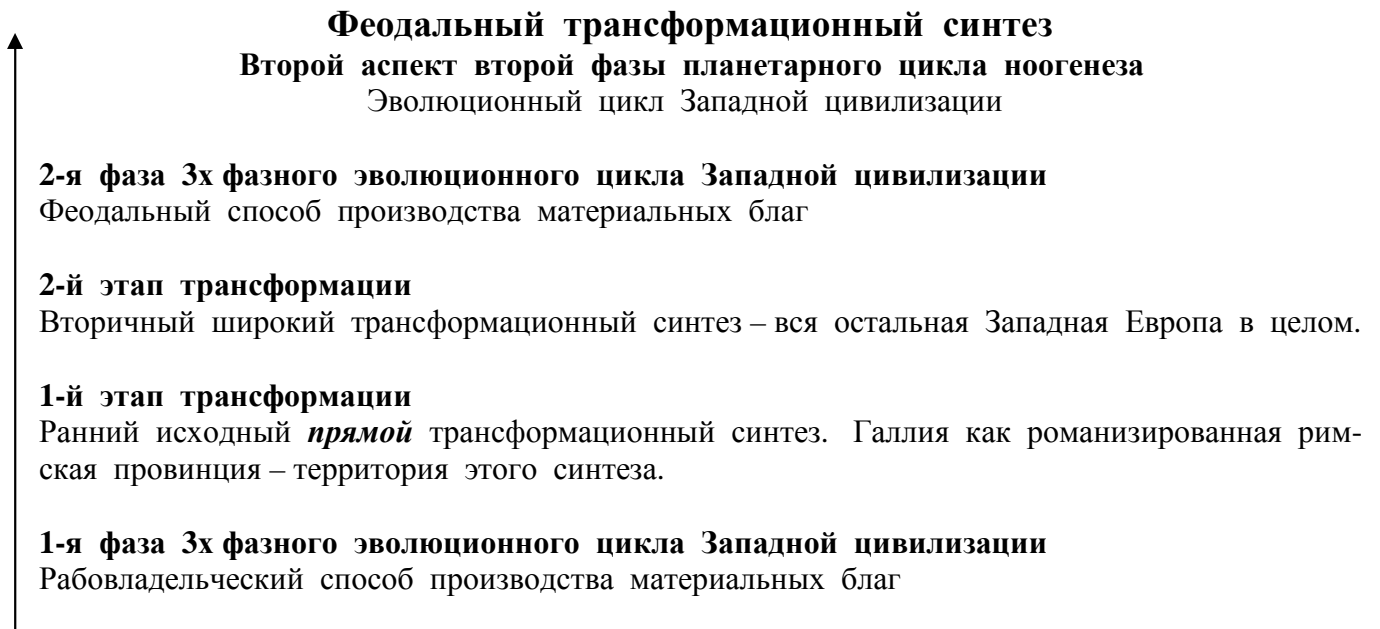 Феодальный трансформационный синтез
Второй аспект второй фазы планетарного цикла ноогенеза
Эволюционный цикл Западной цивилизации
2-я фаза 3х фазного эволюционного цикла Западной цивилизации
Феодальный способ производства материальных благ
2-й этап трансформации
Вторичный широкий трансформационный синтез – вся остальная Западная Европа в целом.
1-й этап трансформации
Ранний исходный прямой трансформационный синтез. Галлия как романизированная рим-
ская провинция – территория этого синтеза.
1-я фаза 3х фазного эволюционного цикла Западной цивилизации
Рабовладельческий способ производства материальных благ